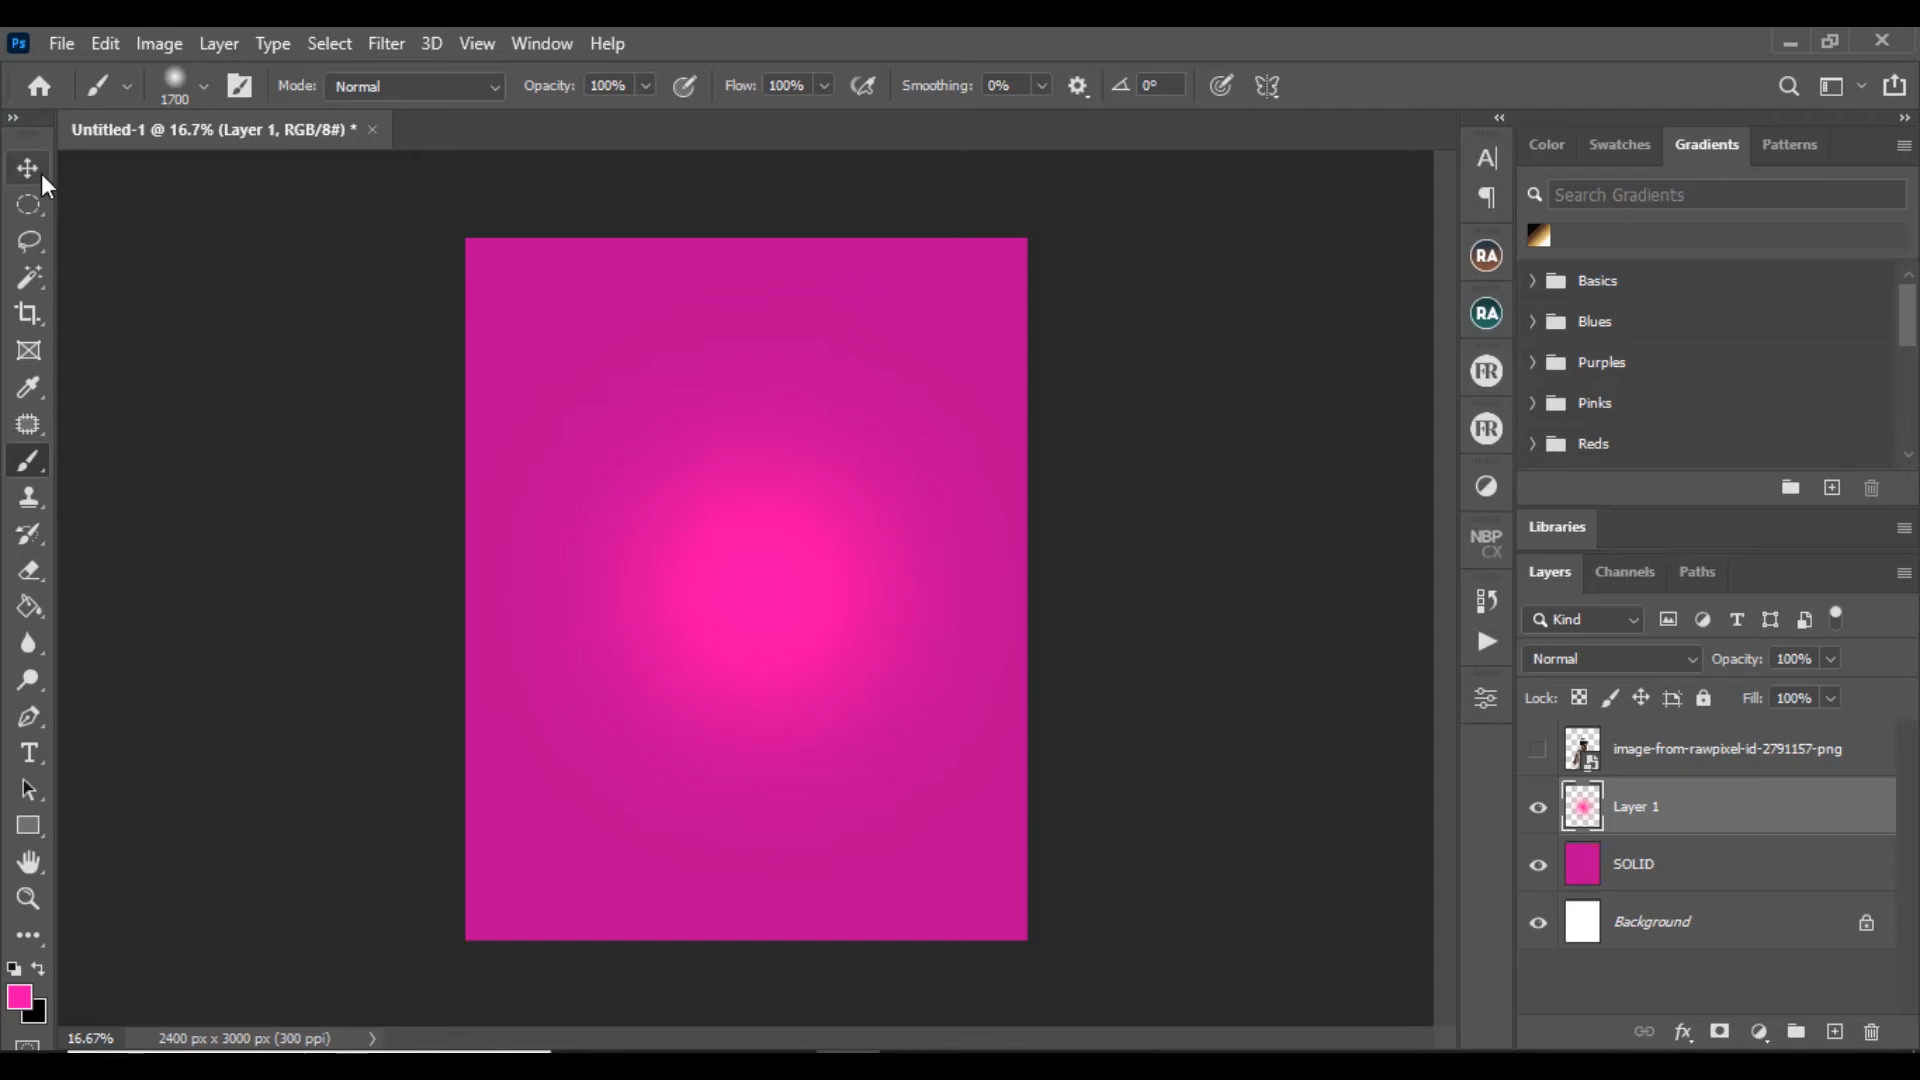 Ps File Edit Image Layer Type Select Filter 3D View Window Help
1700 Mode: Normal Opacity: 100% Flow: 100% Smoothing: 0% 0°
Untitled-1 @ 16.7% (Layer 1, RGB/8#) *
Color Swatches Gradients Patterns
Search Gradients
Basics
Blues
Purples
Pinks
Reds
A|
RA
RA
FR
FR
NBP
CX
Libraries
Layers Channels Paths
Kind
Normal Opacity: 100%
Lock: Fill: 100%
image-from-rawpixel-id-2791157-png
Layer 1
SOLID
Background
fx
16.67% 2400 px x 3000 px (300 ppi)